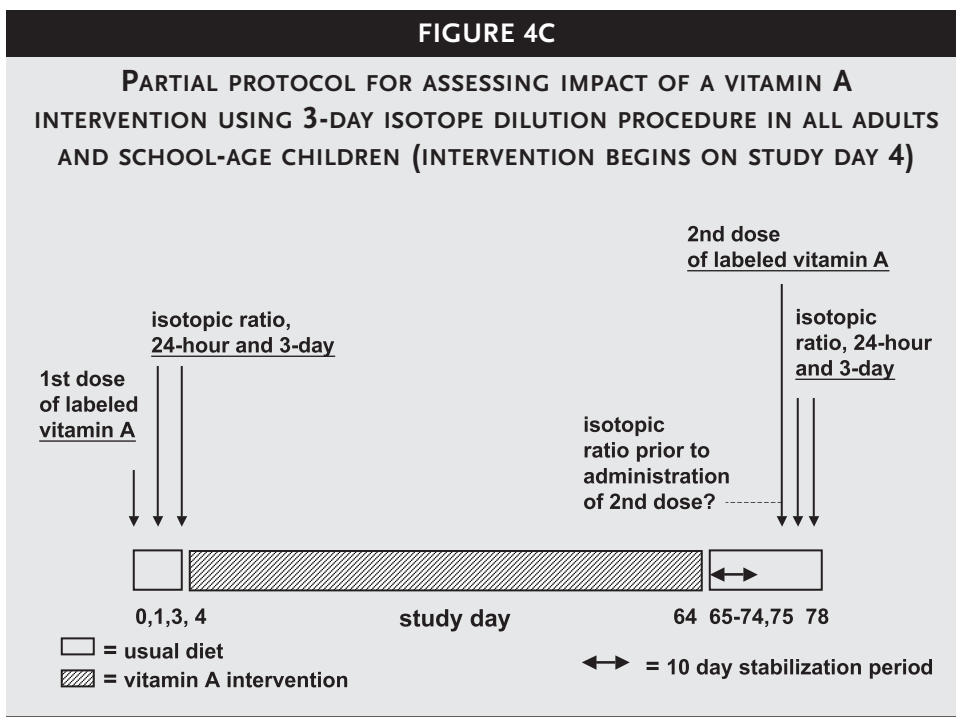 FIGURE 4C
PARTIAL PROTOCOL FOR ASSESSING IMPACT OF A VITAMIN A
INTERVENTION USING 3-DAY ISOTOPE DILUTION PROCEDURE IN ALL ADULTS
AND SCHOOL-AGE CHILDREN (INTERVENTION BEGINS ON STUDY DAY 4)
2nd dose
of labeled vitamin A
isotopic ratio,
24-hour and 3-day
isotopic
ratio, 24-hour
and 3-day
1st dose
of labeled
vitamin A
isotopic
ratio prior to
administration
of 2nd dose?
0,1,3, 4 study day 64 65-74,75 78
= usual diet
= vitamin A intervention
= 10 day stabilization period